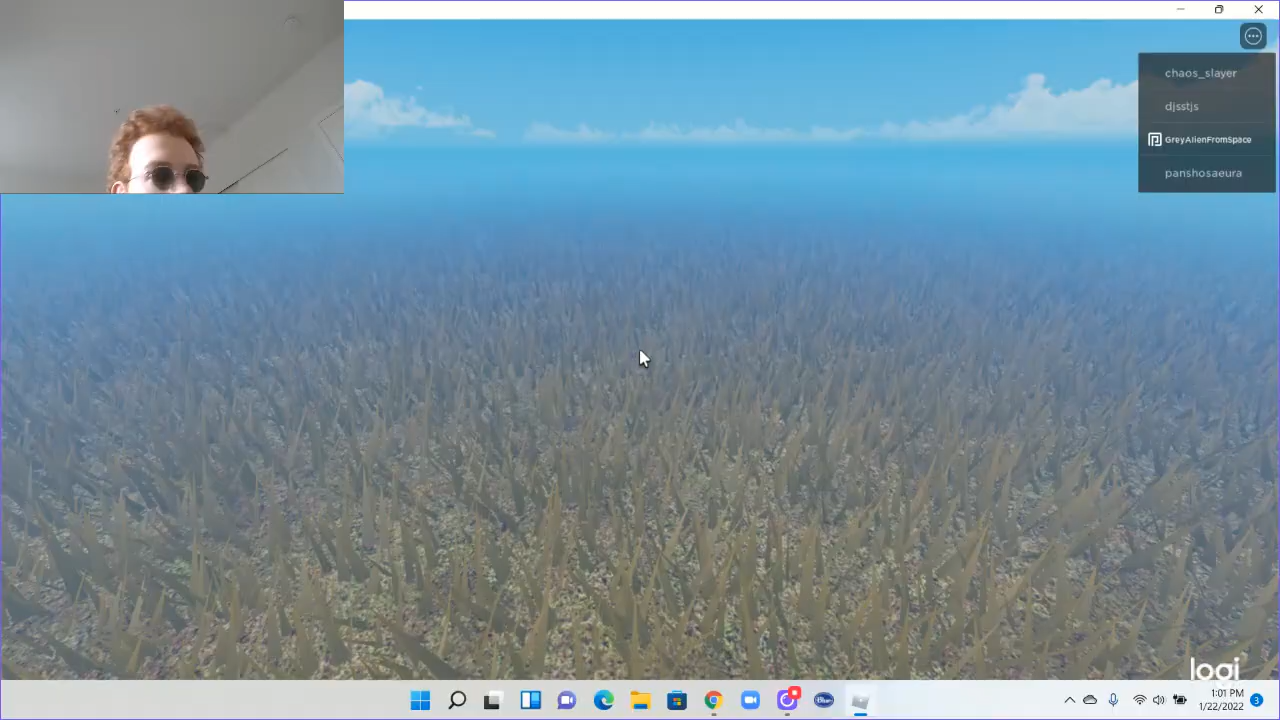 chaos_slayer
djsstjs
GreyAlienFromSpace
panshosaeura
logi
1:01 PM
1/22/2022
3